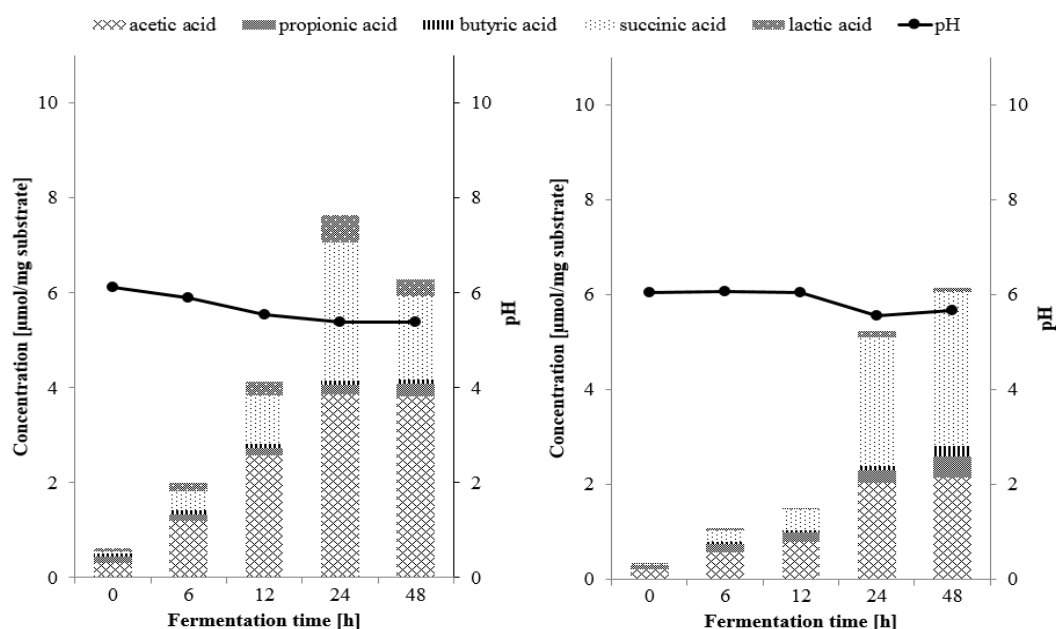 acetic acid propionic acid butyric acid succinic acid lactic acid pH
Concentration [µmol/mg substrate]
10
8
6
4
2
0
10
8
6
4
2
0
pH
0 6 12 24 48
Fermentation time [h]
Concentration [µmol/mg substrate]
10
8
6
4
2
0
10
8
6
4
2
0
pH
0 6 12 24 48
Fermentation time [h]